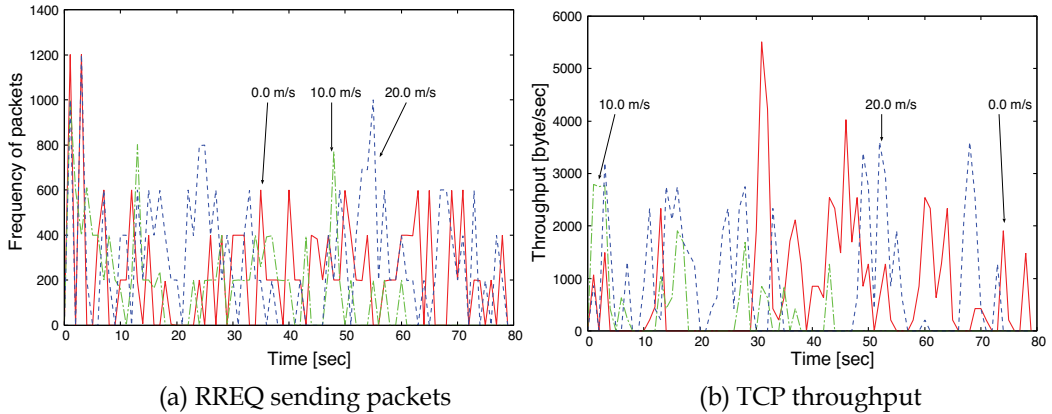 1400
1200
1000
800
600
400
200
0
0 10 20 30 40 50 60 70 80
Frequency of packets
Time [sec]
0.0 m/s
10.0 m/s
20.0 m/s
(a) RREQ sending packets
6000
5000
4000
3000
2000
1000
0
0 10 20 30 40 50 60 70 80
Throughput [byte/sec]
Time [sec]
10.0 m/s
20.0 m/s
0.0 m/s
(b) TCP throughput